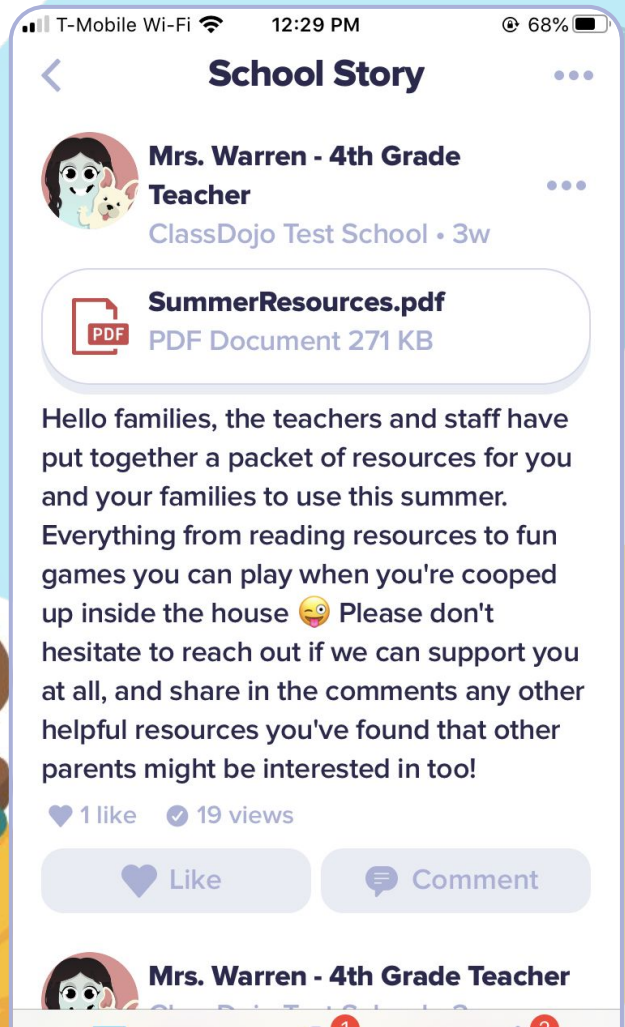 T-Mobile Wi-Fi 12:29 PM 68%
School Story
Mrs. Warren - 4th Grade
Teacher
ClassDojo Test School • 3w
SummerResources.pdf
PDF
PDF Document 271 KB
Hello families, the teachers and staff have
put together a packet of resources for you
and your families to use this summer.
Everything from reading resources to fun
games you can play when you're cooped
up inside the house 😜 Please don't
hesitate to reach out if we can support you
at all, and share in the comments any other
helpful resources you've found that other
parents might be interested in too!
1 like 19 views
Like Comment
Mrs. Warren - 4th Grade Teacher